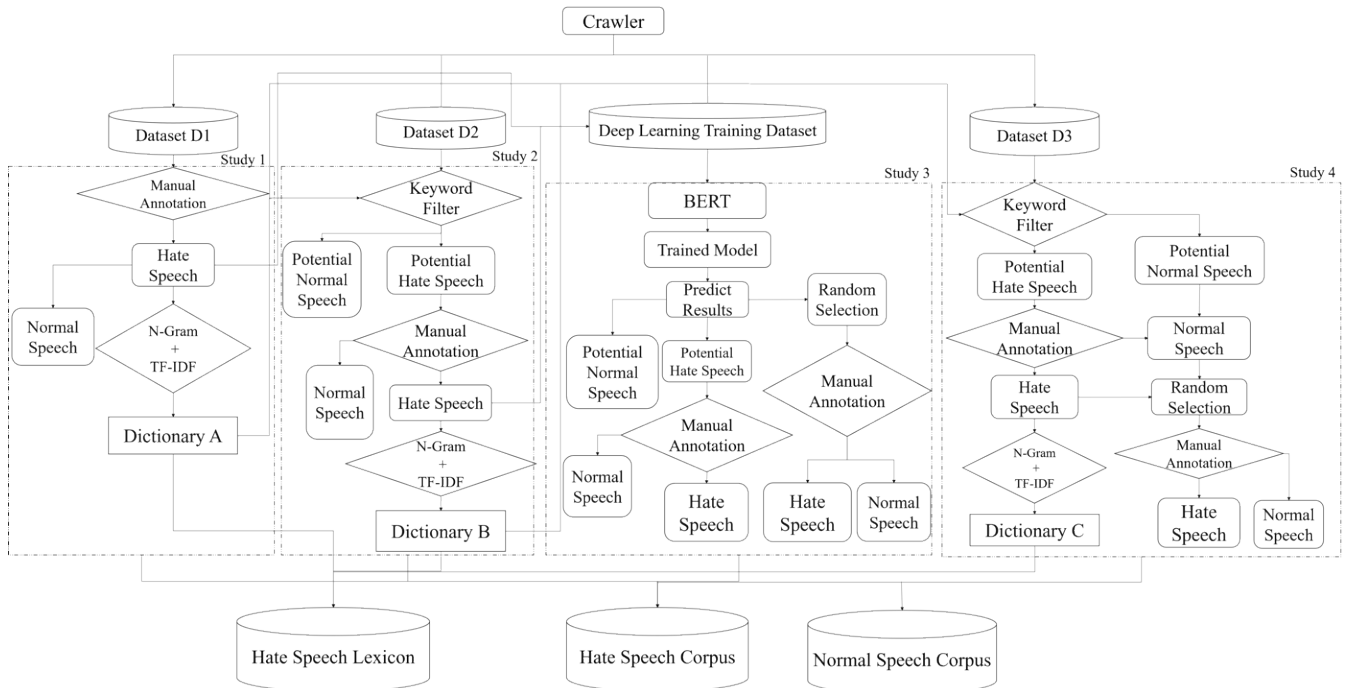 Crawler
Dataset D1
Dataset D2
Deep Learning Training Dataset
Dataset D3
Study 1
Manual
Annotation
Hate
Speech
Normal
Speech
N-Gram
+
TF-IDF
Dictionary A
Study 2
Keyword
Filter
Potential
Normal
Speech
Potential
Hate Speech
Manual
Annotation
Normal
Speech
Hate Speech
N-Gram
+
TF-IDF
Dictionary B
Study 3
BERT
Trained Model
Predict
Results
Random
Selection
Potential
Normal
Speech
Potential
Hate Speech
Manual
Annotation
Manual
Annotation
Normal
Speech
Hate
Speech
Hate
Speech
Normal
Speech
Study 4
Keyword
Filter
Potential
Hate Speech
Potential
Normal Speech
Manual
Annotation
Normal
Speech
Hate
Speech
Random
Selection
N-Gram
+
TF-IDF
Manual
Annotation
Dictionary C
Hate
Speech
Normal
Speech
Hate Speech Lexicon
Hate Speech Corpus
Normal Speech Corpus